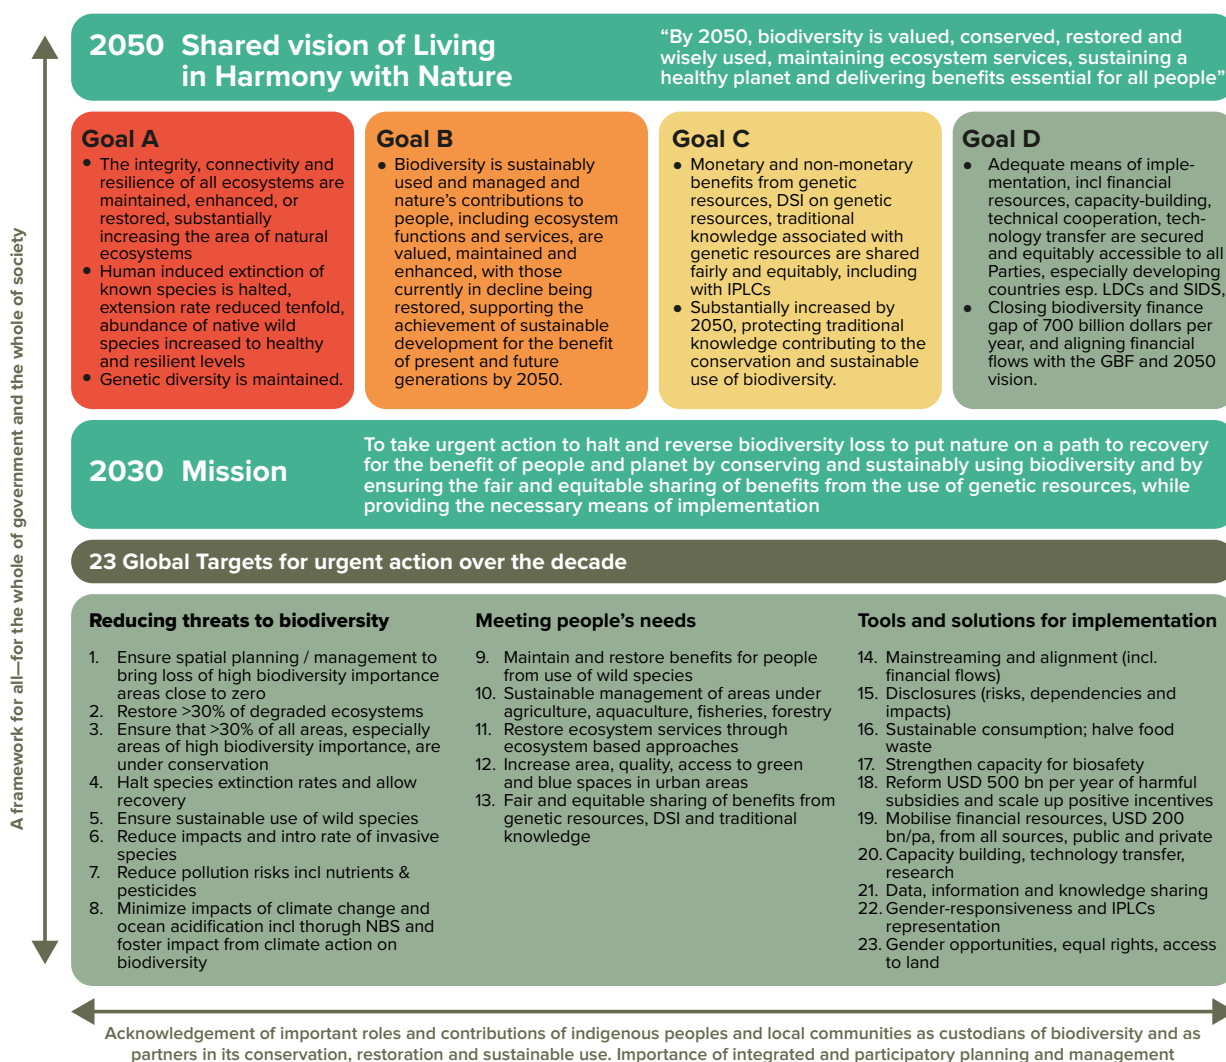 2050 Shared vision of Living
in Harmony with Nature
“By 2050, biodiversity is valued, conserved, restored and
wisely used, maintaining ecosystem services, sustaining a
healthy planet and delivering benefits essential for all people”
Goal A
• The integrity, connectivity and
resilience of all ecosystems are
maintained, enhanced, or
restored, substantially
increasing the area of natural
ecosystems
• Human induced extinction of
known species is halted,
extension rate reduced tenfold,
abundance of native wild
species increased to healthy
and resilient levels
• Genetic diversity is maintained.
Goal B
• Biodiversity is sustainably
used and managed and
nature’s contributions to
people, including ecosystem
functions and services, are
valued, maintained and
enhanced, with those
currently in decline being
restored, supporting the
achievement of sustainable
development for the benefit
of present and future
generations by 2050.
Goal C
• Monetary and non-monetary
benefits from genetic
resources, DSI on genetic
resources, traditional
knowledge associated with
genetic resources are shared
fairly and equitably, including
with IPLCs
• Substantially increased by
2050, protecting traditional
knowledge contributing to the
conservation and sustainable
use of biodiversity.
Goal D
• Adequate means of imple-
mentation, incl financial
resources, capacity-building,
technical cooperation, tech-
nology transfer are secured
and equitably accessible to all
Parties, especially developing
countries esp. LDCs and SIDS,
• Closing biodiversity finance
gap of 700 billion dollars per
year, and aligning financial
flows with the GBF and 2050
vision.
2030 Mission
To take urgent action to halt and reverse biodiversity loss to put nature on a path to recovery
for the benefit of people and planet by conserving and sustainably using biodiversity and by
ensuring the fair and equitable sharing of benefits from the use of genetic resources, while
providing the necessary means of implementation
23 Global Targets for urgent action over the decade
Reducing threats to biodiversity
1. Ensure spatial planning / management to
bring loss of high biodiversity importance
areas close to zero
2. Restore >30% of degraded ecosystems
3. Ensure that >30% of all areas, especially
areas of high biodiversity importance, are
under conservation
4. Halt species extinction rates and allow
recovery
5. Ensure sustainable use of wild species
6. Reduce impacts and intro rate of invasive
species
7. Reduce pollution risks incl nutrients &
pesticides
8. Minimize impacts of climate change and
ocean acidification incl thorugh NBS and
foster impact from climate action on
biodiversity
Meeting people’s needs
9. Maintain and restore benefits for people
from use of wild species
10. Sustainable management of areas under
agriculture, aquaculture, fisheries, forestry
11. Restore ecosystem services through
ecosystem based approaches
12. Increase area, quality, access to green
and blue spaces in urban areas
13. Fair and equitable sharing of benefits from
genetic resources, DSI and traditional
knowledge
Tools and solutions for implementation
14. Mainstreaming and alignment (incl.
financial flows)
15. Disclosures (risks, dependencies and
impacts)
16. Sustainable consumption; halve food
waste
17. Strengthen capacity for biosafety
18. Reform USD 500 bn per year of harmful
subsidies and scale up positive incentives
19. Mobilise financial resources, USD 200
bn/pa, from all sources, public and private
20. Capacity building, technology transfer,
research
21. Data, information and knowledge sharing
22. Gender-responsiveness and IPLCs
representation
23. Gender opportunities, equal rights, access
to land
A framework for all—for the whole of government and the whole of society
Acknowledgement of important roles and contributions of indigenous peoples and local communities as custodians of biodiversity and as
partners in its conservation, restoration and sustainable use. Importance of integrated and participatory planning and management